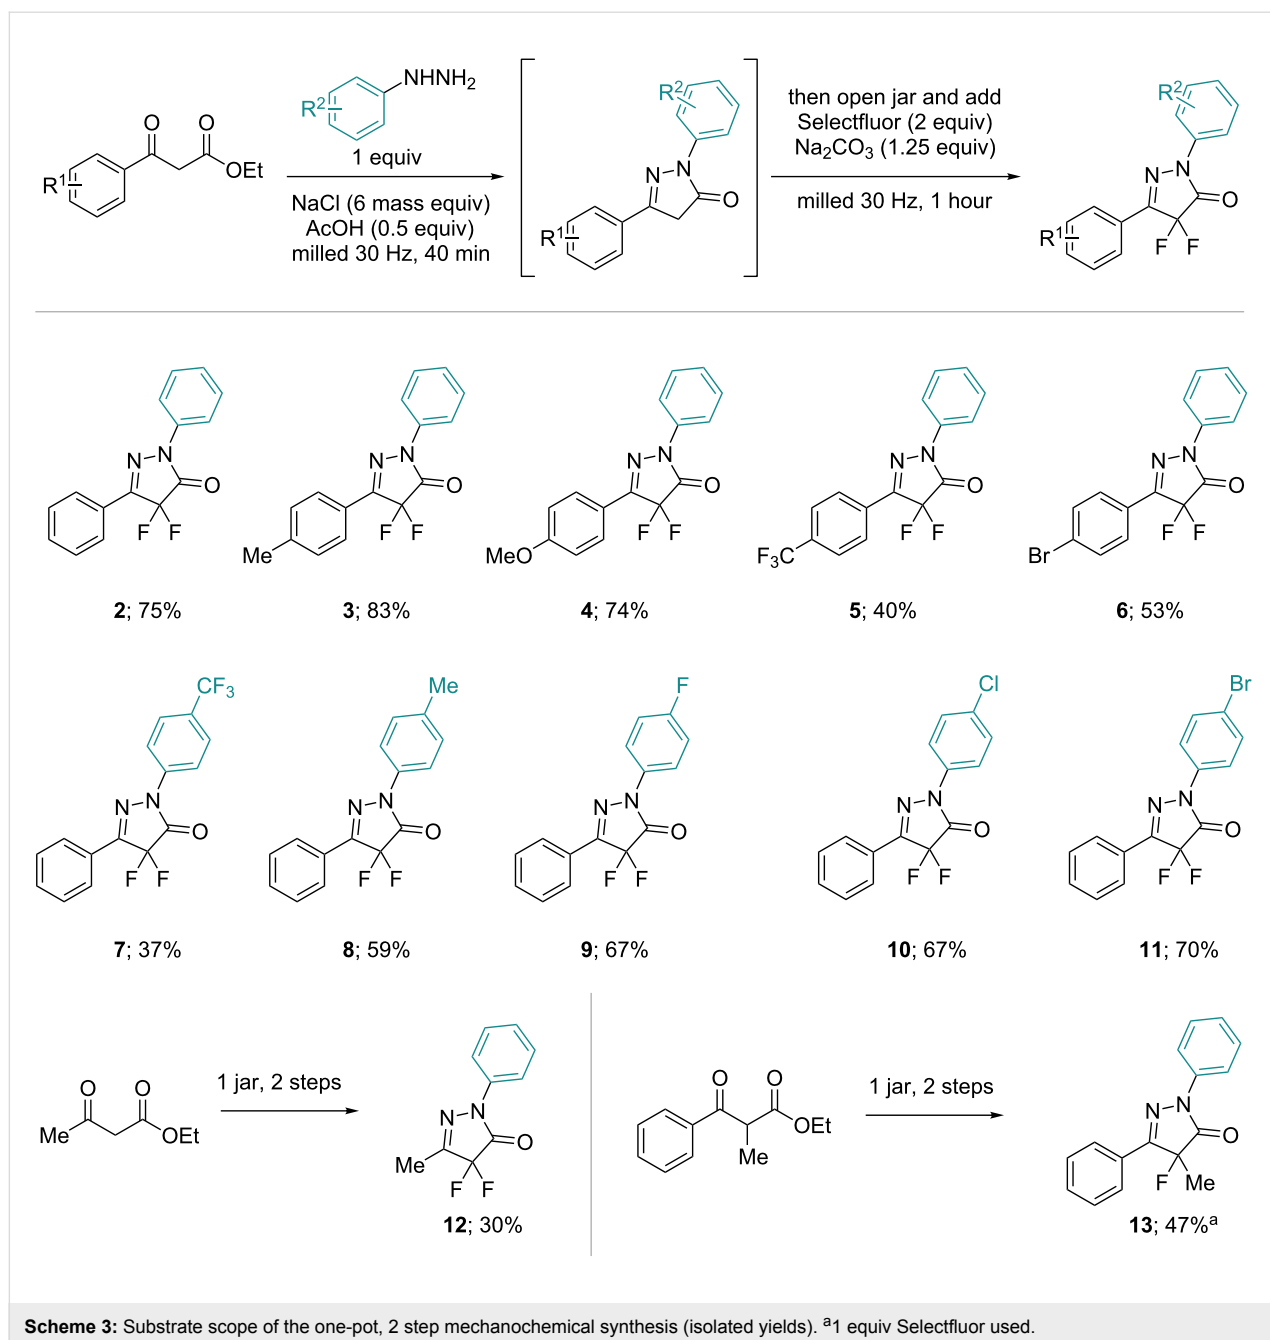 NHNH2
R2
1 equiv
NaCl (6 mass equiv)
AcOH (0.5 equiv)
milled 30 Hz, 40 min
O O
OEt
R1
R2
N N
O
R1
then open jar and add
Selectfluor (2 equiv)
Na2CO3 (1.25 equiv)
milled 30 Hz, 1 hour
R2
N N
O
R1
F F
N N O F F
N N O F F Me
N N O F F MeO
N N O F F F3C
N N O F F Br
2; 75% 3; 83% 4; 74% 5; 40% 6; 53%
CF3 N N O F F
Me N N O F F
F N N O F F
Cl N N O F F
Br N N O F F
7; 37% 8; 59% 9; 67% 10; 67% 11; 70%
O O
Me OEt
1 jar, 2 steps
N N
O
Me
F F
12; 30%
O O
OEt
Me
1 jar, 2 steps
N N
O
F Me
13; 47%a
Scheme 3: Substrate scope of the one-pot, 2 step mechanochemical synthesis (isolated yields). a1 equiv Selectfluor used.